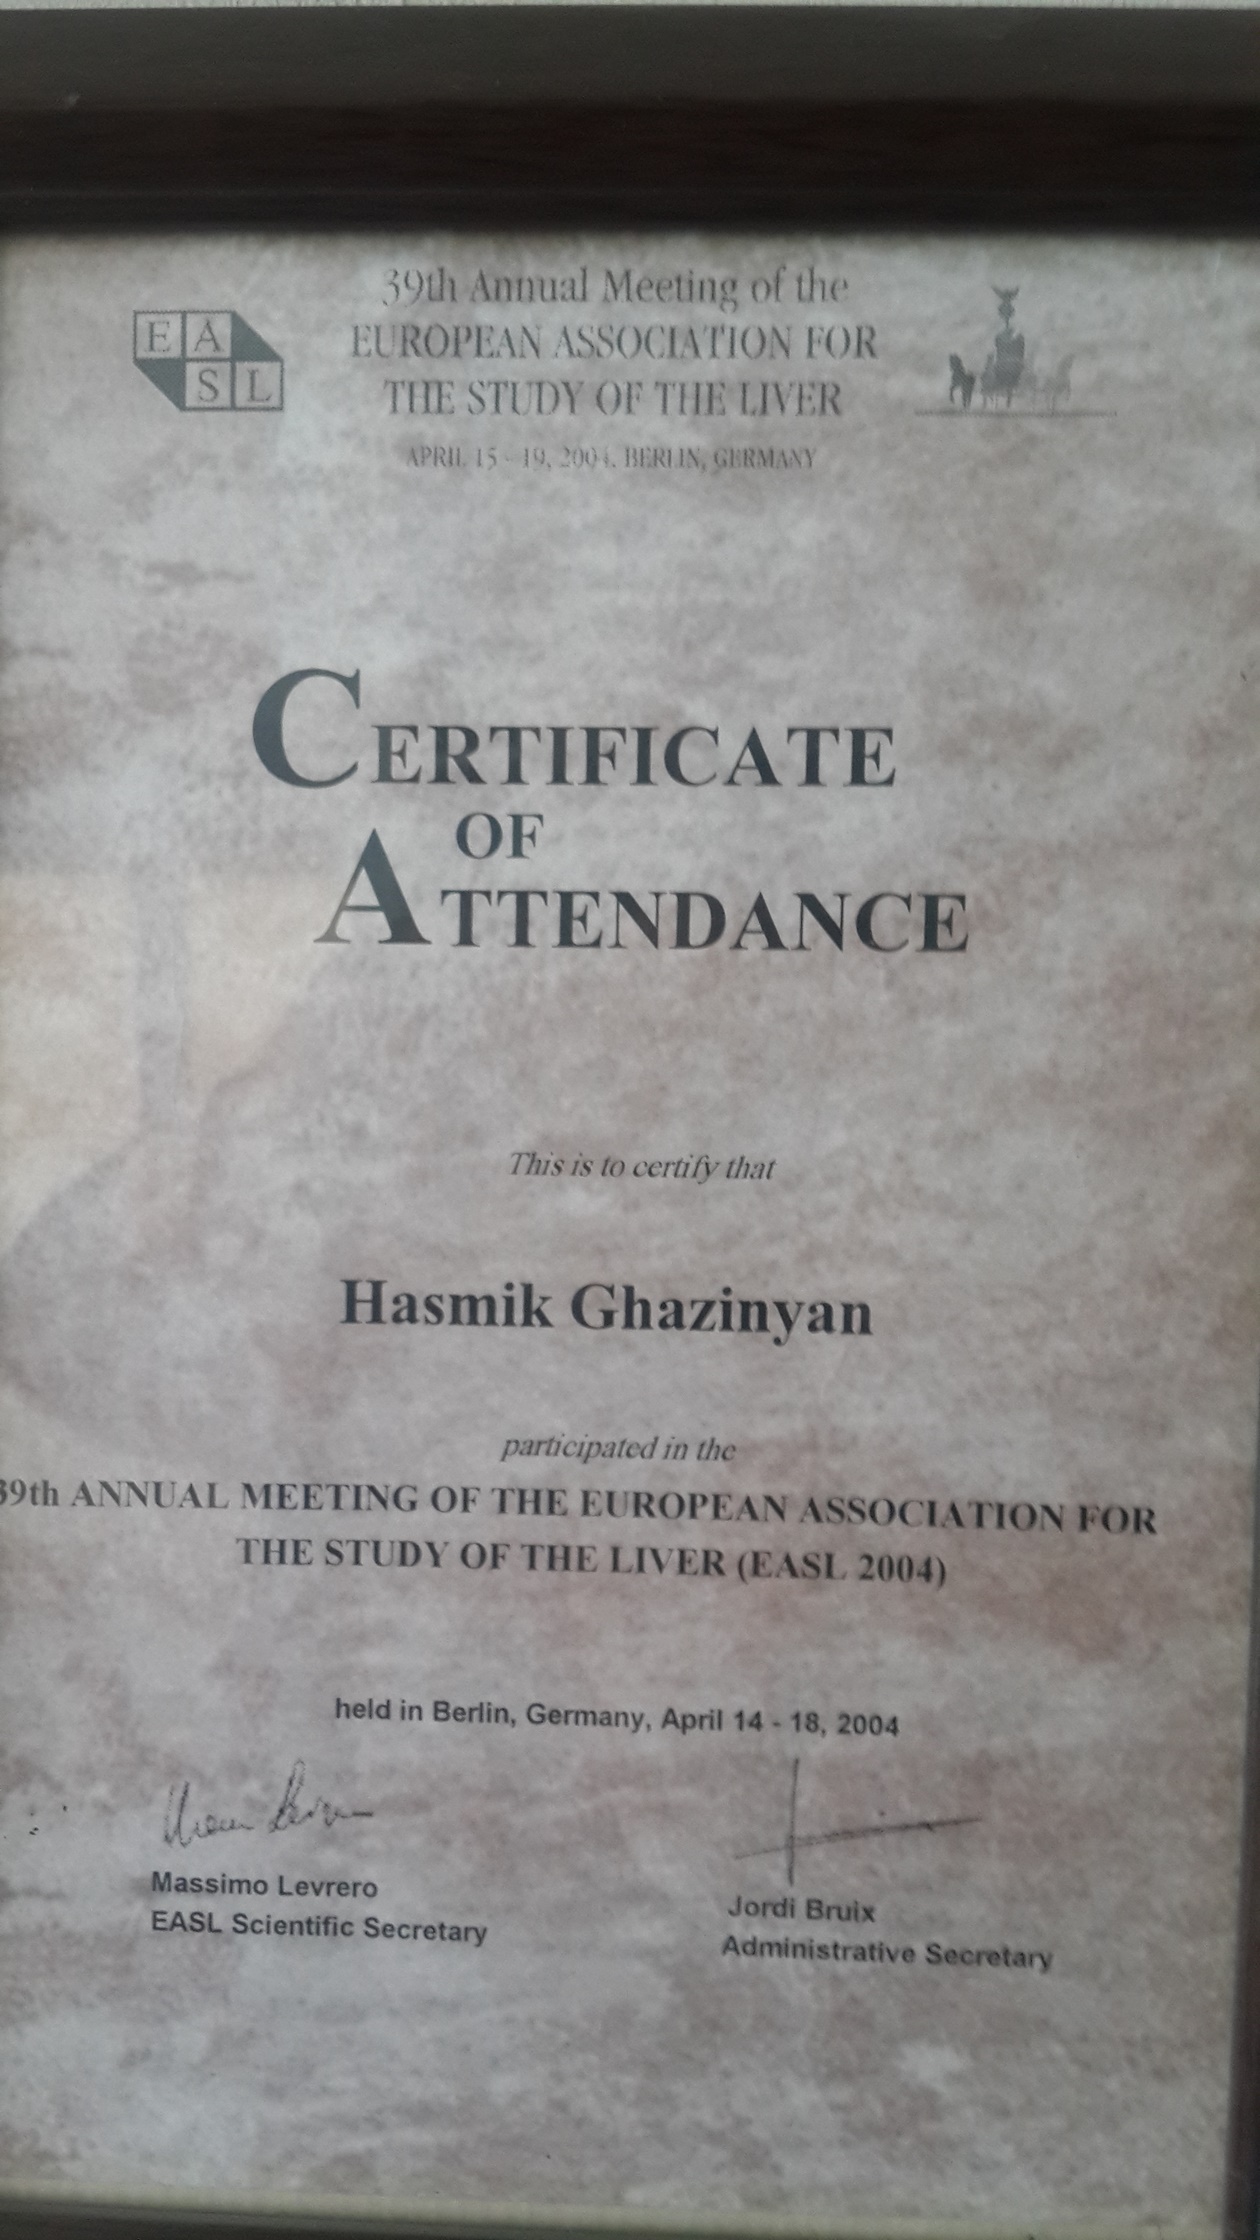 EASL
39th Annual Meeting of the
EUROPEAN ASSOCIATION FOR
THE STUDY OF THE LIVER
APRIL 15 - 19, 2004, BERLIN, GERMANY
CERTIFICATE
OF
ATTENDANCE
This is to certify that
Hasmik Ghazinyan
participated in the
39th ANNUAL MEETING OF THE EUROPEAN ASSOCIATION FOR
THE STUDY OF THE LIVER (EASL 2004)
held in Berlin, Germany, April 14 - 18, 2004
Massimo Levrero
EASL Scientific Secretary
Jordi Bruix
Administrative Secretary